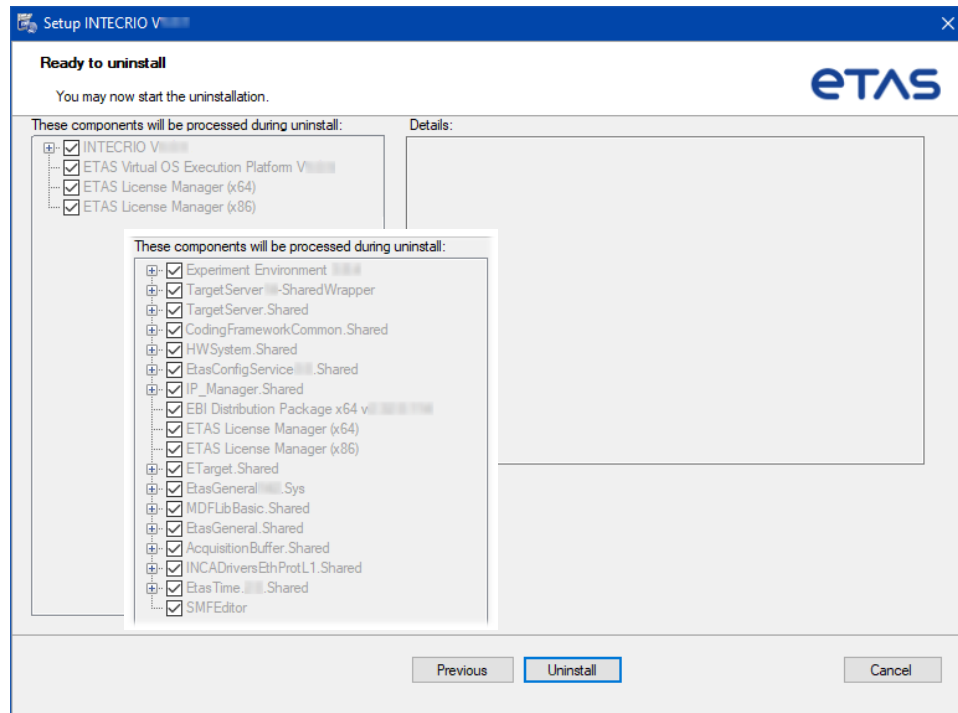 Setup INTECRIO V
Ready to uninstall
You may now start the uninstallation.
eTAS
These components will be processed during uninstall:
Details:
INTECRIO V
ETAS Virtual OS Execution Platform V
ETAS License Manager (x64)
ETAS License Manager (x86)
These components will be processed during uninstall:
Experiment Environment
TargetServer -SharedWrapper
TargetServer.Shared
CodingFrameworkCommon.Shared
HWSystem.Shared
EtasConfigService .Shared
IP_Manager.Shared
EBI Distribution Package x64 v
ETAS License Manager (x64)
ETAS License Manager (x86)
ETarget.Shared
EtasGeneral .Sys
MDFLibBasic.Shared
EtasGeneral.Shared
AcquisitionBuffer.Shared
INCADriversEthProtL1.Shared
EtasTime. .Shared
SMFEditor
Previous
Uninstall
Cancel